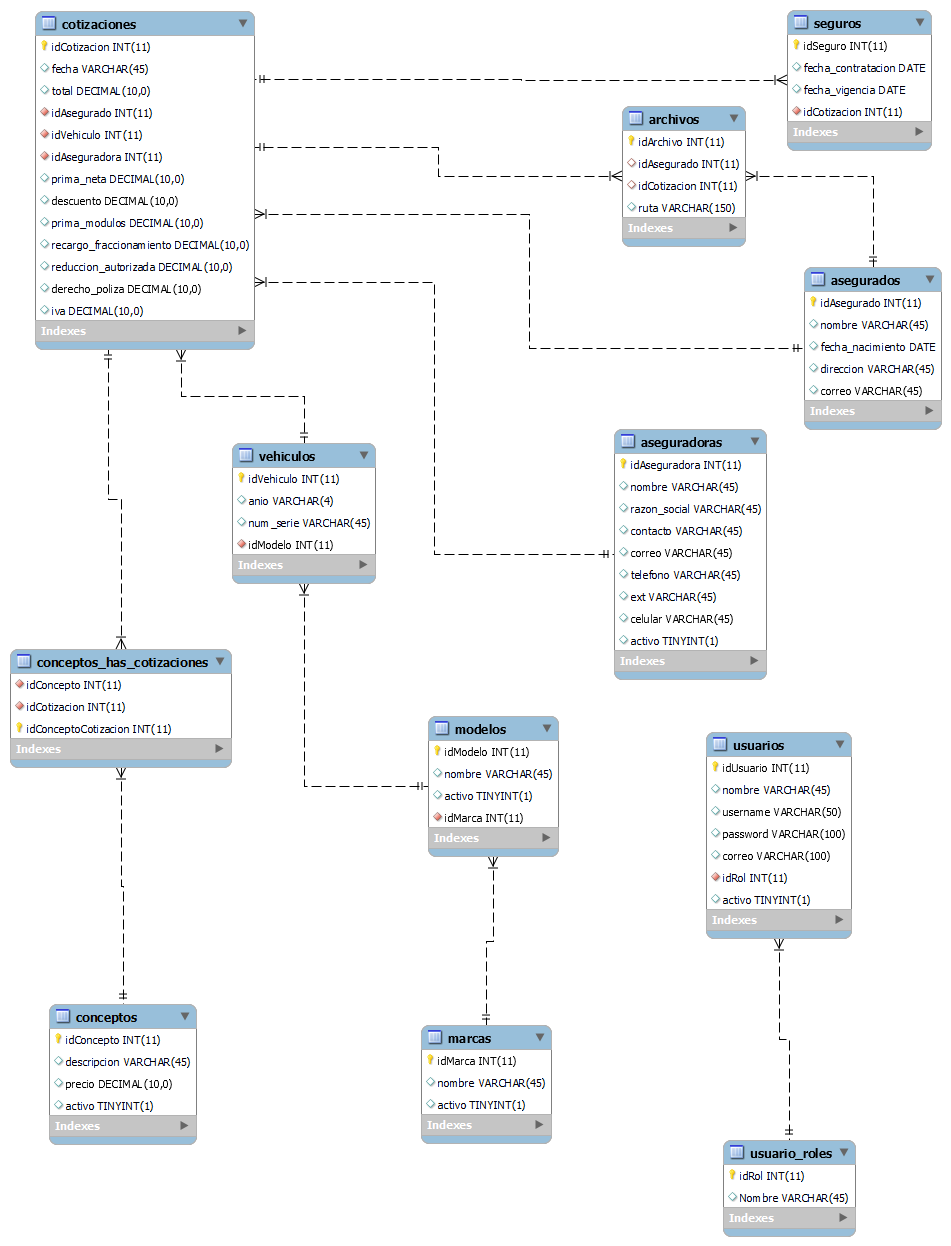 cotizaciones
idCotizacion INT(11)
fecha VARCHAR(45)
total DECIMAL(10,0)
idAsegurado INT(11)
idVehiculo INT(11)
idAseguradora INT(11)
prima_neta DECIMAL(10,0)
descuento DECIMAL(10,0)
prima_modulos DECIMAL(10,0)
recargo_fraccionamiento DECIMAL(10,0)
reduccion_autorizada DECIMAL(10,0)
derecho_poliza DECIMAL(10,0)
iva DECIMAL(10,0)
Indexes
seguros
idSeguro INT(11)
fecha_contratacion DATE
fecha_vigencia DATE
idCotizacion INT(11)
Indexes
archivos
idArchivo INT(11)
idAsegurado INT(11)
idCotizacion INT(11)
ruta VARCHAR(150)
Indexes
asegurados
idAsegurado INT(11)
nombre VARCHAR(45)
fecha_nacimiento DATE
direccion VARCHAR(45)
correo VARCHAR(45)
Indexes
vehiculos
idVehiculo INT(11)
anio VARCHAR(4)
num_serie VARCHAR(45)
idModelo INT(11)
Indexes
aseguradoras
idAseguradora INT(11)
nombre VARCHAR(45)
razon_social VARCHAR(45)
contacto VARCHAR(45)
correo VARCHAR(45)
telefono VARCHAR(45)
ext VARCHAR(45)
celular VARCHAR(45)
activo TINYINT(1)
Indexes
conceptos_has_cotizaciones
idConcepto INT(11)
idCotizacion INT(11)
idConceptoCotizacion INT(11)
Indexes
modelos
idModelo INT(11)
nombre VARCHAR(45)
activo TINYINT(1)
idMarca INT(11)
Indexes
usuarios
idUsuario INT(11)
nombre VARCHAR(45)
username VARCHAR(50)
password VARCHAR(100)
correo VARCHAR(100)
idRol INT(11)
activo TINYINT(1)
Indexes
conceptos
idConcepto INT(11)
descripcion VARCHAR(45)
precio DECIMAL(10,0)
activo TINYINT(1)
Indexes
marcas
idMarca INT(11)
nombre VARCHAR(45)
activo TINYINT(1)
Indexes
usuario_roles
idRol INT(11)
Nombre VARCHAR(45)
Indexes